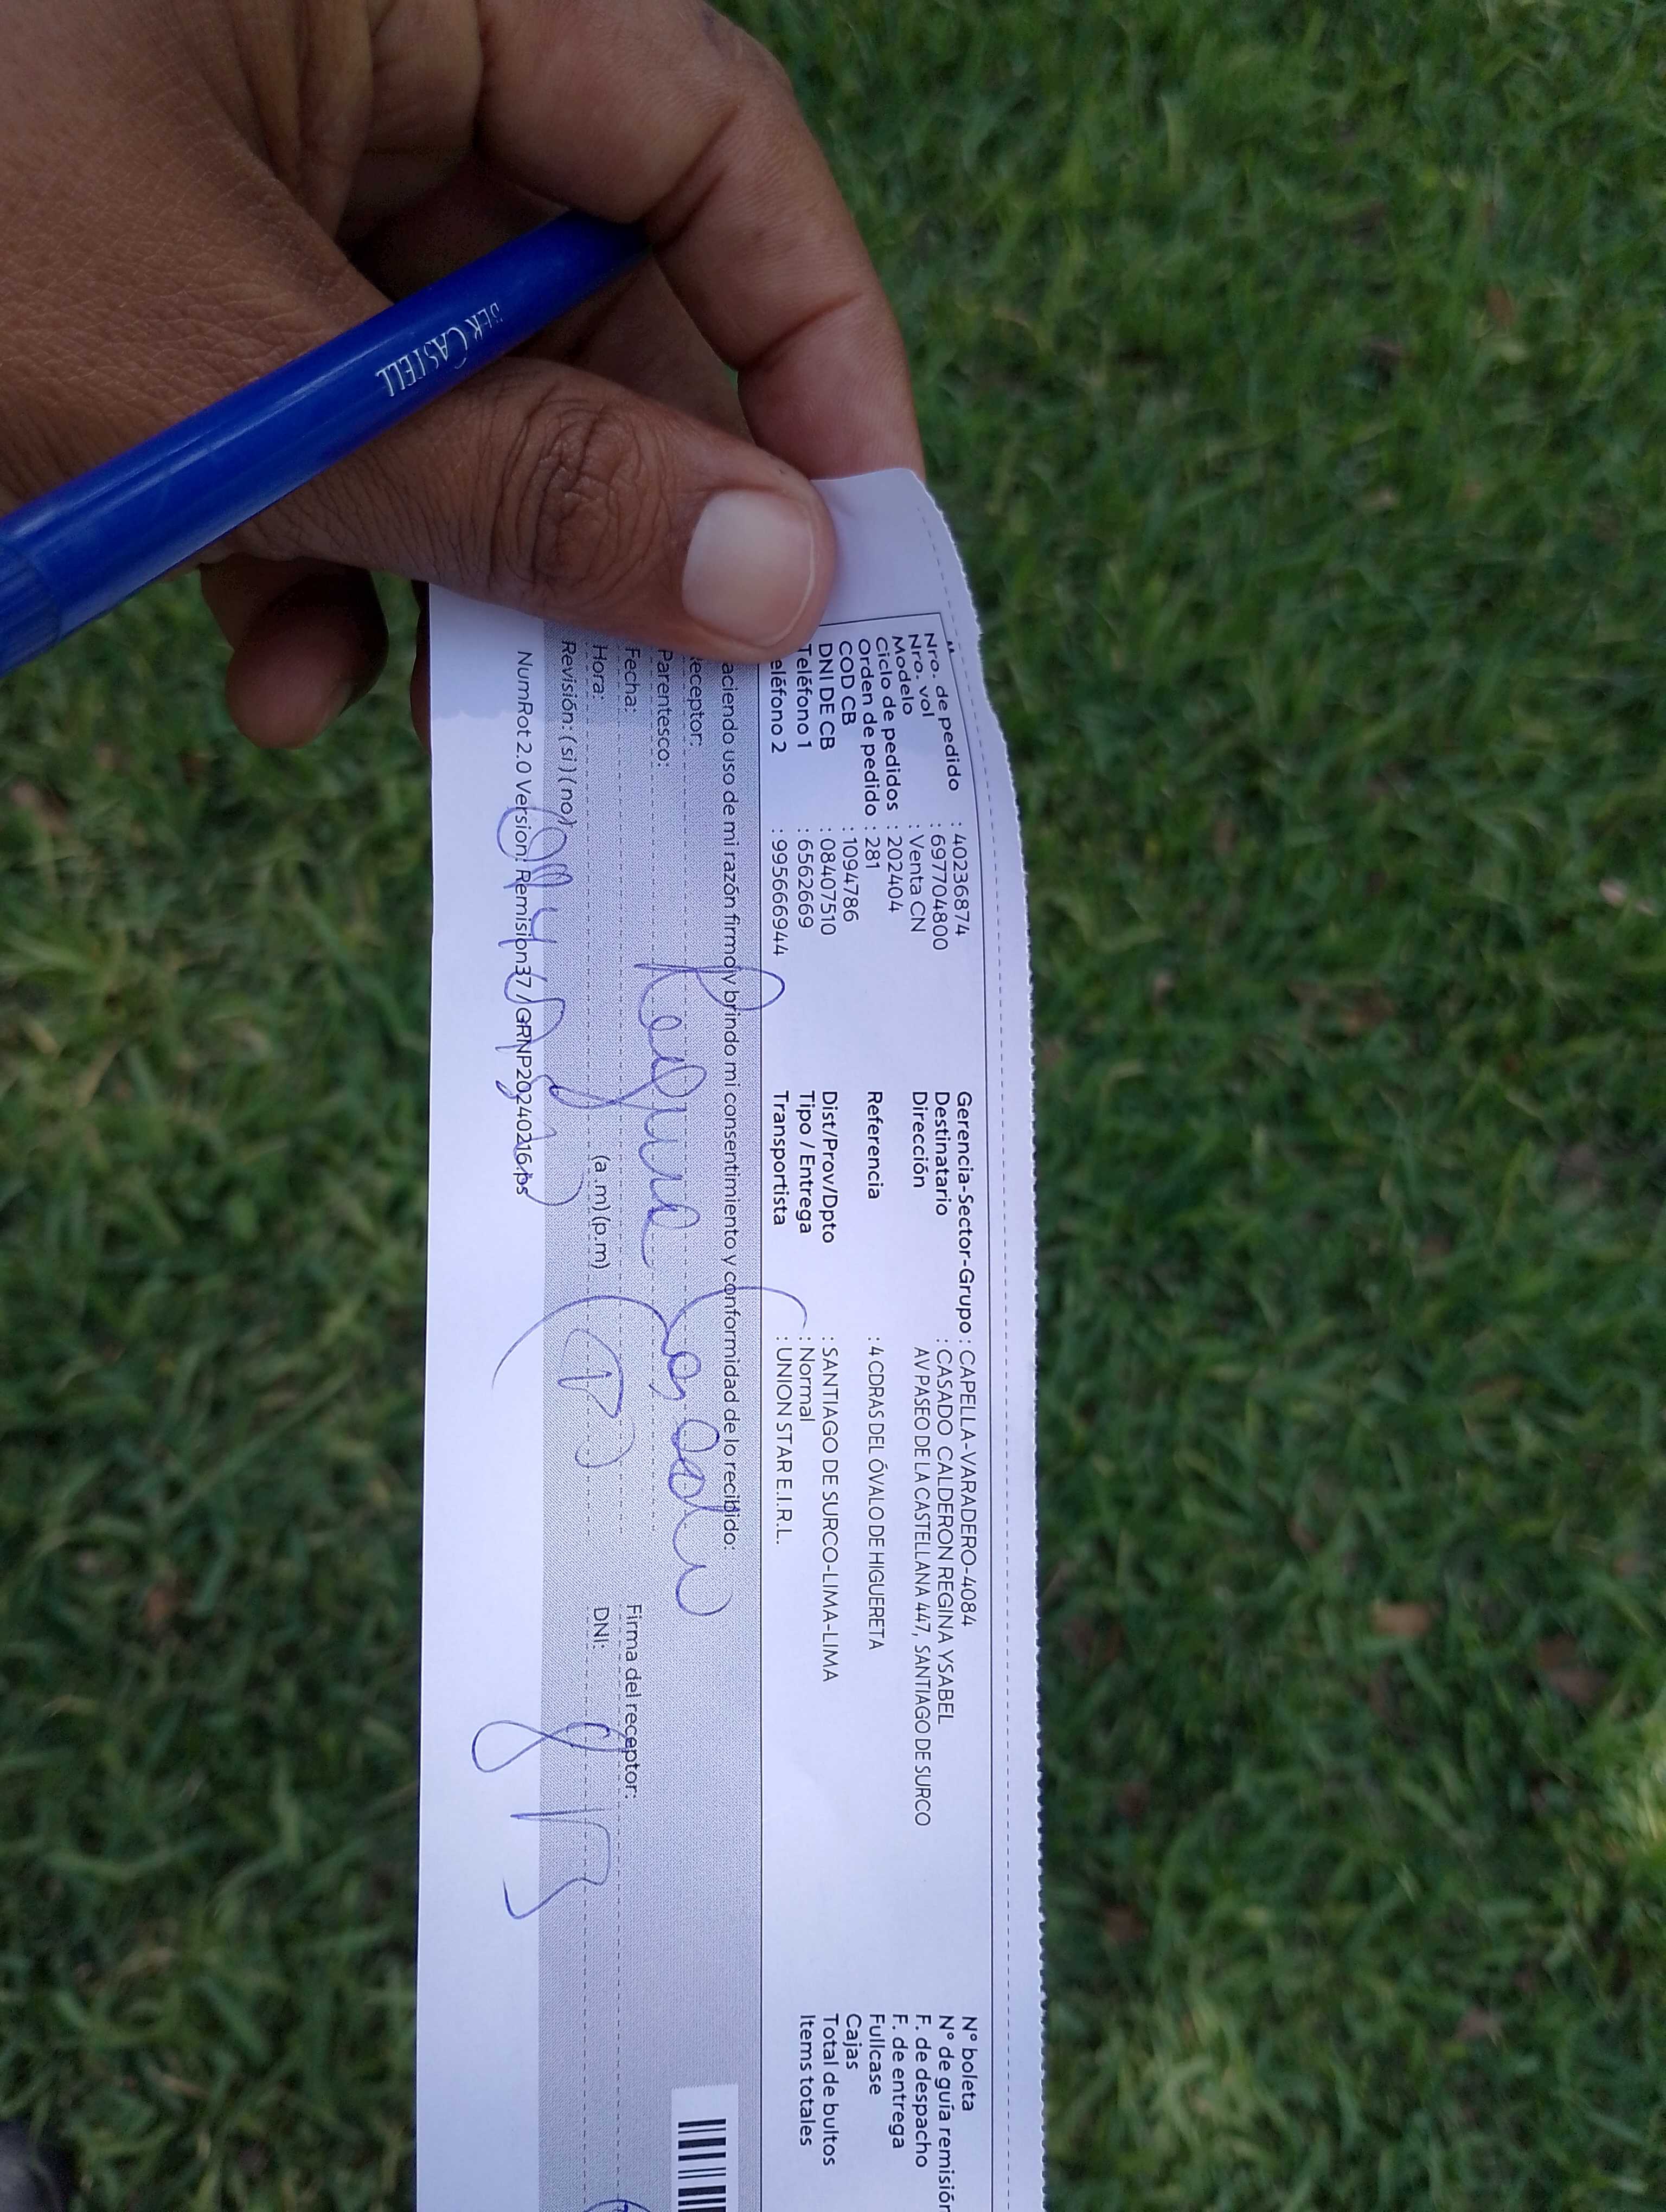 Nro. de pedido : 40236874
Nro. vol : 697704800
Modelo : Venta CN
Ciclo de pedidos : 202404
Orden de pedido : 281
COD CB : 1094786
DNI DE CB : 08407510
Teléfono 1 : 6562669
eléfono 2 : 995666944
Gerencia-Sector-Grupo : CAPELLA-VARADERO-4084
Destinatario : CASADO CALDERON REGINA YSABEL
Dirección AV PASEO DE LA CASTELLANA 447, SANTIAGO DE SURCO
Referencia : 4 CDRAS DEL ÓVALO DE HIGUERETA
Dist/Prov/Dpto : SANTIAGO DE SURCO-LIMA-LIMA
Tipo / Entrega : Normal
Transportista : UNION STAR E.I.R.L.
N° boleta
N° de guía remisión
F. de despacho
F. de entrega
Fullcase
Cajas
Total de bultos
Items totales
aciendo uso de mi razón firmo y brindo mi consentimiento y conformidad de lo recibido:
eceptor: Regina Casado
Parentesco:
Fecha:
Hora: (a.m) (p.m)
Revisión: ( si ) ( no)
Firma del receptor:
DNI:
NumRot 2.0 Version: Remision37 / GRNP20240216.ps
CASTELL